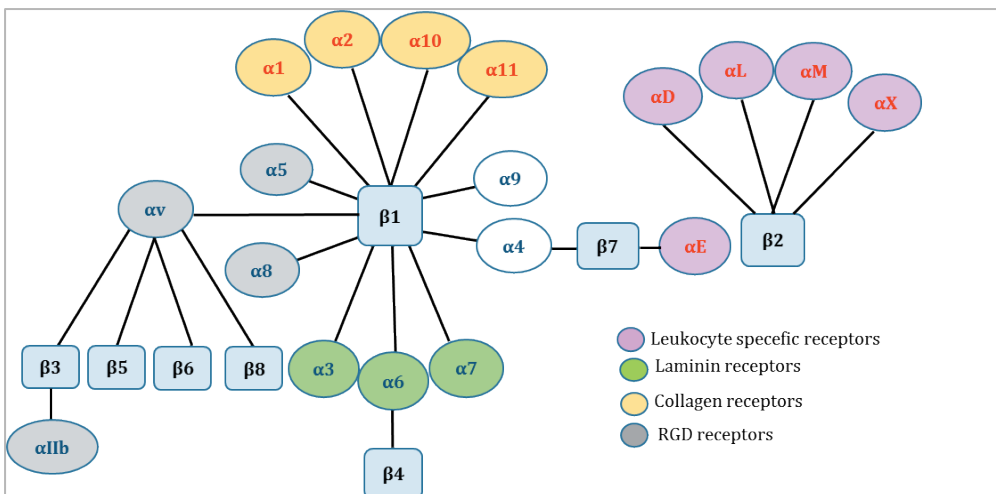 α1
α2
α10
α11
αD
αL
αM
αX
α5
α9
αv
β1
α4
β7
αE
β2
α8
β3
β5
β6
β8
α3
α6
α7
αIIb
β4
Leukocyte specefic receptors
Laminin receptors
Collagen receptors
RGD receptors